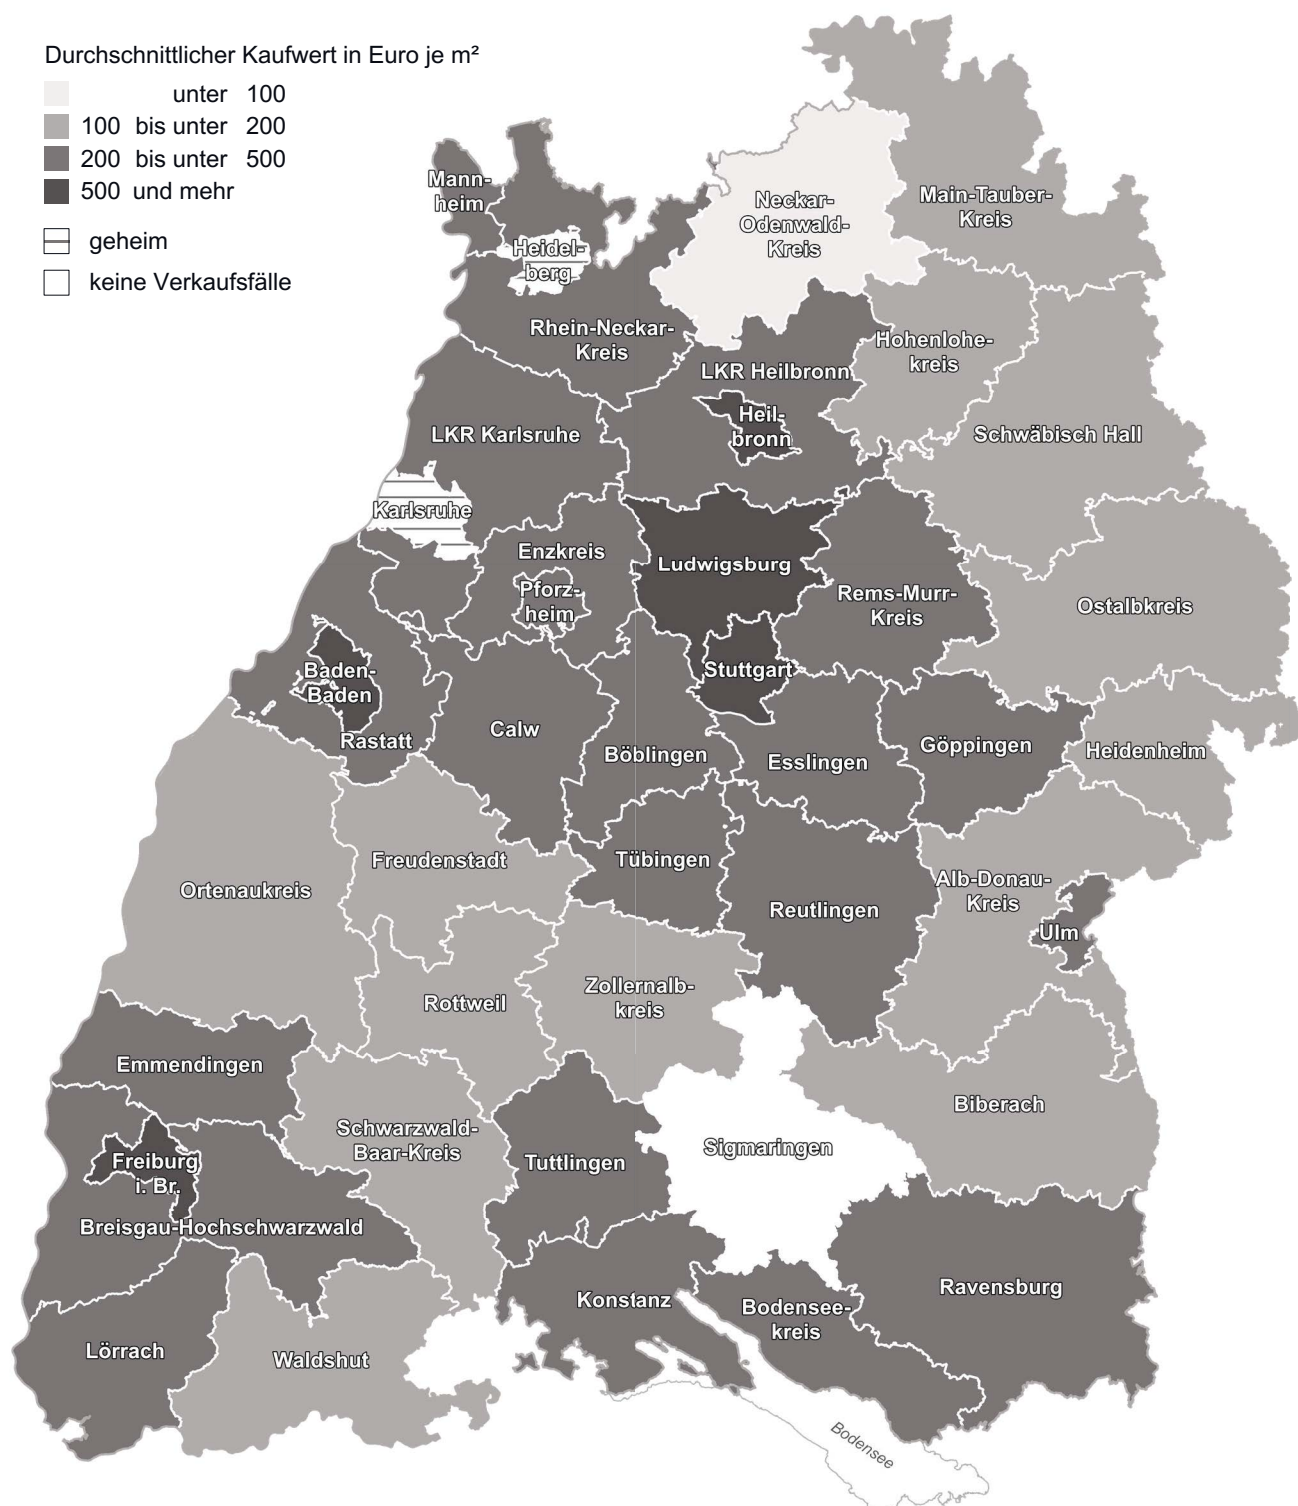 Durchschnittlicher Kaufwert in Euro je m²
unter 100
100 bis unter 200
200 bis unter 500
500 und mehr
geheim
keine Verkaufsfälle
Mann-
heim
Heidel-
berg
Neckar-
Odenwald-
Kreis
Main-Tauber-
Kreis
Rhein-Neckar-
Kreis
Hohenlohe-
kreis
LKR Heilbronn
Heil-
bronn
LKR Karlsruhe
Schwäbisch Hall
Karlsruhe
Enzkreis
Pforz-
heim
Ludwigsburg
Rems-Murr-
Kreis
Ostalbkreis
Stuttgart
Baden-
Baden
Rastatt
Calw
Böblingen
Esslingen
Göppingen
Heidenheim
Freudenstadt
Tübingen
Ortenaukreis
Reutlingen
Alb-Donau-
Kreis
Ulm
Rottweil
Zollernalb-
kreis
Emmendingen
Biberach
Schwarzwald-
Baar-Kreis
Sigmaringen
Tuttlingen
Freiburg
i. Br.
Breisgau-Hochschwarzwald
Ravensburg
Konstanz
Bodensee-
kreis
Lörrach
Waldshut
Bodensee